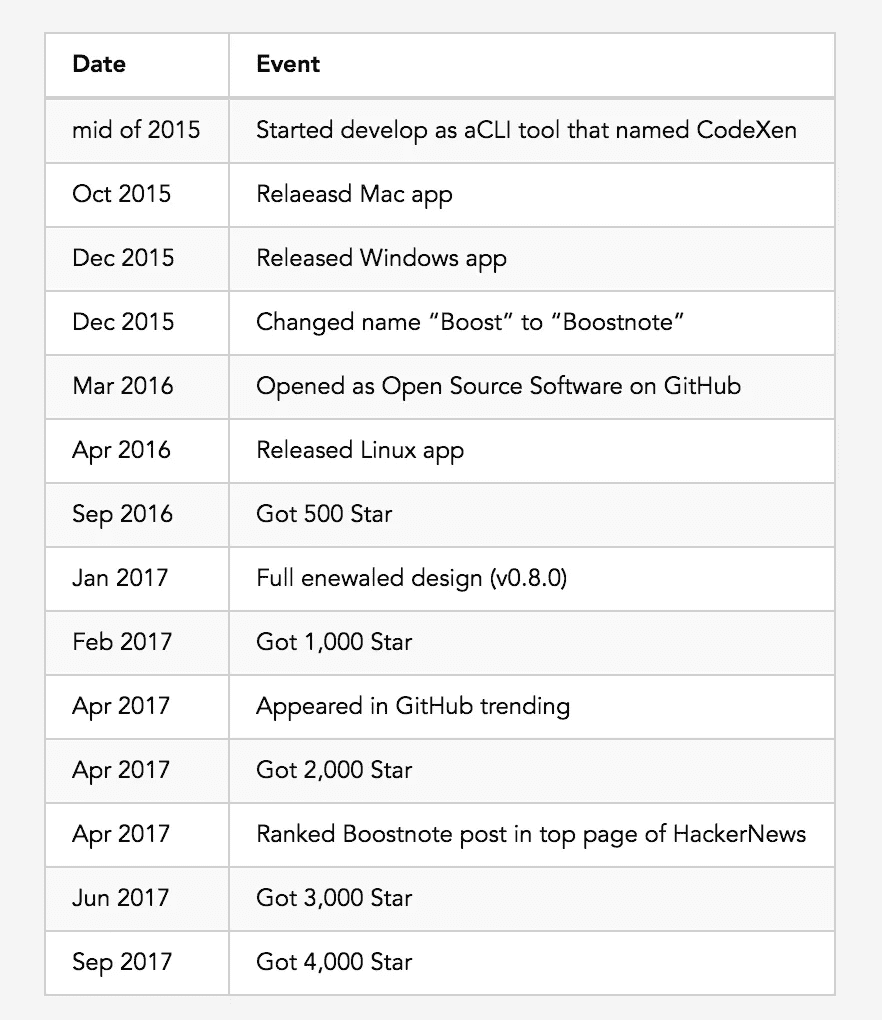 Date Event
mid of 2015 Started develop as aCLI tool that named CodeXen
Oct 2015 Relaeasd Mac app
Dec 2015 Released Windows app
Dec 2015 Changed name “Boost” to “Boostnote”
Mar 2016 Opened as Open Source Software on GitHub
Apr 2016 Released Linux app
Sep 2016 Got 500 Star
Jan 2017 Full enewaled design (v0.8.0)
Feb 2017 Got 1,000 Star
Apr 2017 Appeared in GitHub trending
Apr 2017 Got 2,000 Star
Apr 2017 Ranked Boostnote post in top page of HackerNews
Jun 2017 Got 3,000 Star
Sep 2017 Got 4,000 Star